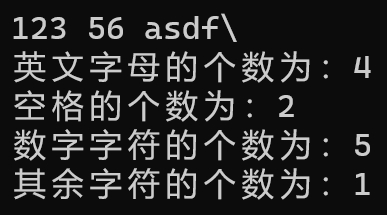 123 56 asdf\
英文字母的个数为：4
空格的个数为：2
数字字符的个数为：5
其余字符的个数为：1